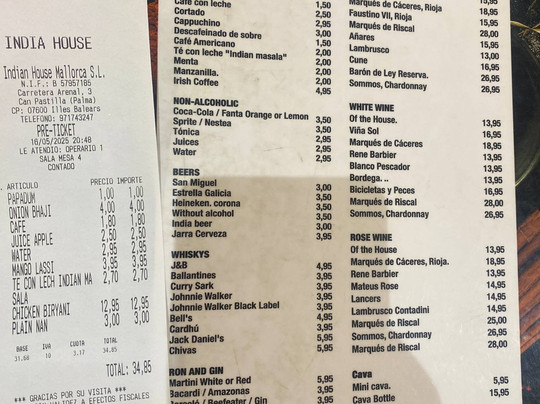 INDIA HOUSE
Indian House Mallorca S.L.
N.I.F.: B 57957185
Carretera Arenal, 3
Can Pastilla (Palma)
CP: 07600 Illes Balears
TELEFONO: 971743247
PRE-TICKET
16/05/2025 20:48
LE ATENDIO: OPERARIO 1
SALA MESA 4
CONTADO
ARTICULO PRECIO IMPORTE
PAPADUM 1,00 1,00
ONION BHAJI 4,00 4,00
CAFE 1,80 1,80
JUICE APPLE 2,50 2,50
WATER 2,95 2,95
MANGO LASSI 3,95 3,95
TE CON LECH INDIAN MA 2,70 2,70
SALA
CHICKEN BIRYANI 12,95 12,95
PLAIN NAN 3,00 3,00
BASE IVA CUOTA TOTAL
31,68 10 3,17 34,85
TOTAL: 34,85
*** GRACIAS POR SU VISITA ***
VALIDEZ A EFECTOS FISCALES
Café con leche
Cortado 1,50
Cappuchino 2,50
Descafeinado de sobre 2,95
Café Americano 3,00
Té con leche "Indian masala" 1,50
Menta 2,00
Manzanilla. 2,00
Irish Coffee 2,00
4,95
NON-ALCOHOLIC
Coca-Cola / Fanta Orange or Lemon
Sprite / Nestea 3,50
Tónica 3,50
Juices 2,95
Water 2,95
2,95
BEERS
San Miguel
Estrella Galicia 3,00
Heineken. corona 3,50
Without alcohol 3,50
India beer 3,00
Jarra Cerveza 3,95
WHISKYS
J&B 4,95
Ballantines 3,95
Curry Sark 3,95
Johnnie Walker 3,95
Johnnie Walker Black Label 3,95
Bell's 4,95
Cardhú 3,95
Jack Daniel's 5,95
Chivas 5,95
RON AND GIN
Martini White or Red 5,95
Bacardi / Amazonas 3,95
/ Beefeater / Gin 3,95
Marqués de Cáceres, Rioja 15,95
Faustino VII, Rioja 18,95
Marqués de Riscal 15,95
Añares 28,00
Lambrusco 15,95
Cune 13,00
Barón de Ley Reserva. 16,95
Sommos, Chardonnay 26,95
26,95
WHITE WINE
Of the House.
Viña Sol 13,95
Marqués de Cáceres 16,95
Rene Barbier 18,95
Blanco Pescador 13,95
Bordega. .. 13,95
Bicicletas y Peces 13,95
Marqués de Riscal 16,95
Sommos, Chardonnay 28,00
26,95
ROSE WINE
Of the House 13,95
Marqués de Cáceres, Rioja. 18,95
Rene Barbier 13,95
Mateus Rose 14,95
Lancers 14,95
Lambrusco Contadini 14,95
Marqués de Riscal 25,00
Sommos, Chardonnay 26,95
Marqués de Riscal 28,00
Cava
Mini cava. 5,95
Cava Bottle 15,95